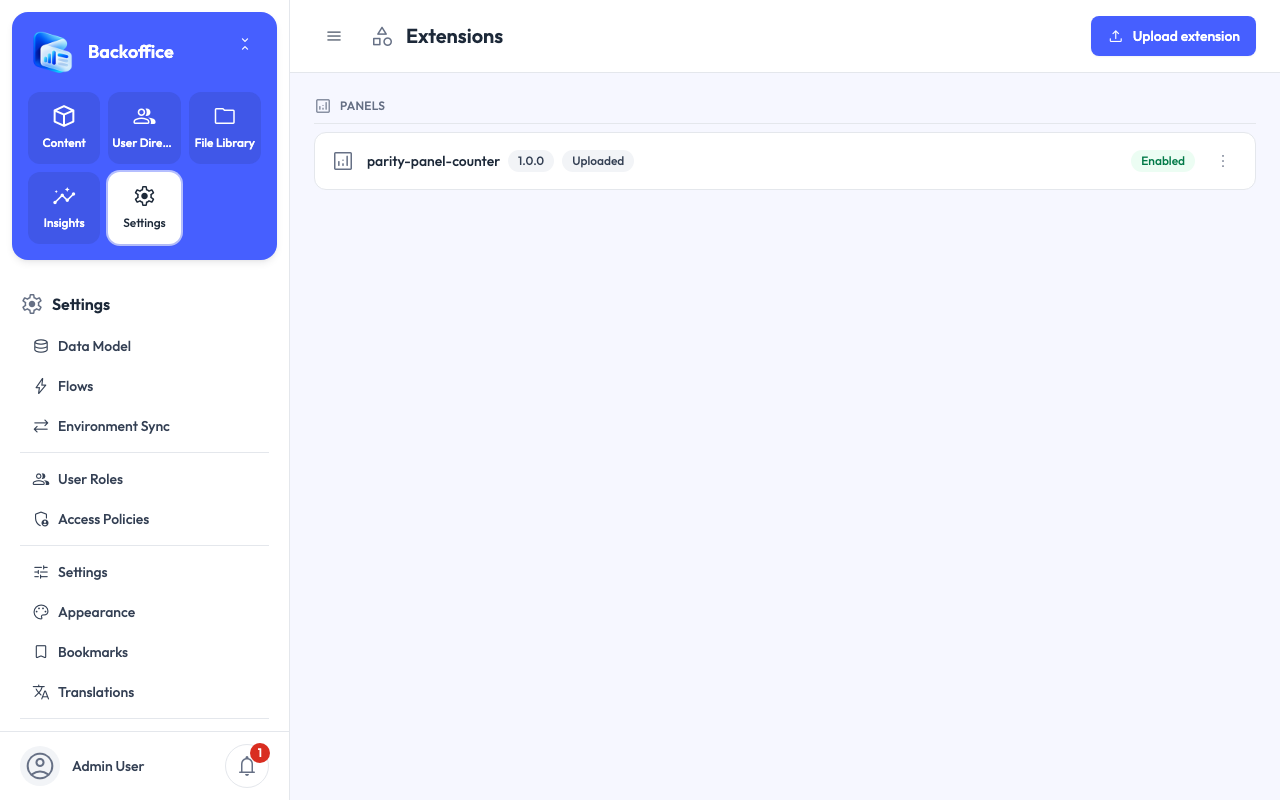 Backoffice
Content
User Dire...
File Library
Insights
Settings
Settings
Data Model
Flows
Environment Sync
User Roles
Access Policies
Settings
Appearance
Bookmarks
Translations
Admin User
1
Extensions
Upload extension
PANELS
parity-panel-counter 1.0.0 Uploaded Enabled